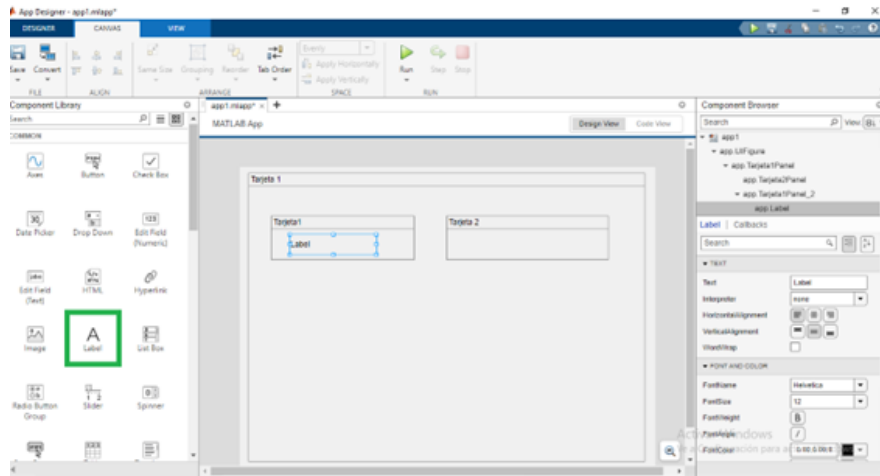 App Designer - app1.mlapp*
DESIGNER CANVAS VIEW
Save Convert
Same Size Grouping Reorder Tab Order
Evenly
Apply Horizontally
Apply Vertically
Run Step Stop
FILE ALIGN ARRANGE SPACE RUN
Component Library
Search
COMMON
Axes Button Check Box
Date Picker Drop Down Edit Field
(Numeric)
Edit Field
(Text)
HTML Hyperlink
Image Label List Box
Radio Button
Group
Slider Spinner
app1.mlapp*
MATLAB App
Design View Code View
Tarjeta 1
Tarjeta1
Label
Tarjeta 2
Component Browser
Search
View
app1
app.UIFigure
app.Tarjeta1Panel
app.Tarjeta2Panel
app.Tarjeta1Panel_2
app.Label
Label | Callbacks
Search
TEXT
Text Label
Interpreter none
HorizontalAlignment
VerticalAlignment
WordWrap
FONT AND COLOR
FontName Helvetica
FontSize 12
FontWeight B
FontAngle I
FontColor